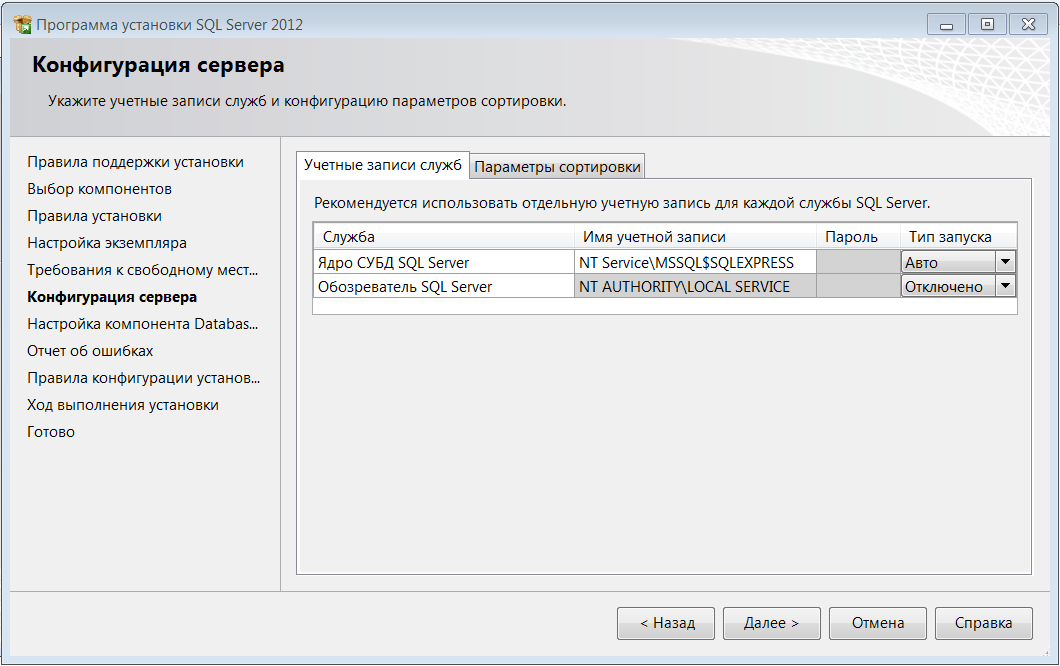 Программа установки SQL Server 2012
Конфигурация сервера
Укажите учетные записи служб и конфигурацию параметров сортировки.
Правила поддержки установки
Выбор компонентов
Правила установки
Настройка экземпляра
Требования к свободному мест...
Конфигурация сервера
Настройка компонента Databas...
Отчет об ошибках
Правила конфигурации установ...
Ход выполнения установки
Готово
Учетные записи служб Параметры сортировки
Рекомендуется использовать отдельную учетную запись для каждой службы SQL Server.
Служба Имя учетной записи Пароль Тип запуска
Ядро СУБД SQL Server NT Service\MSSQL$SQLEXPRESS Авто
Обозреватель SQL Server NT AUTHORITY\LOCAL SERVICE Отключено
< Назад Далее > Отмена Справка